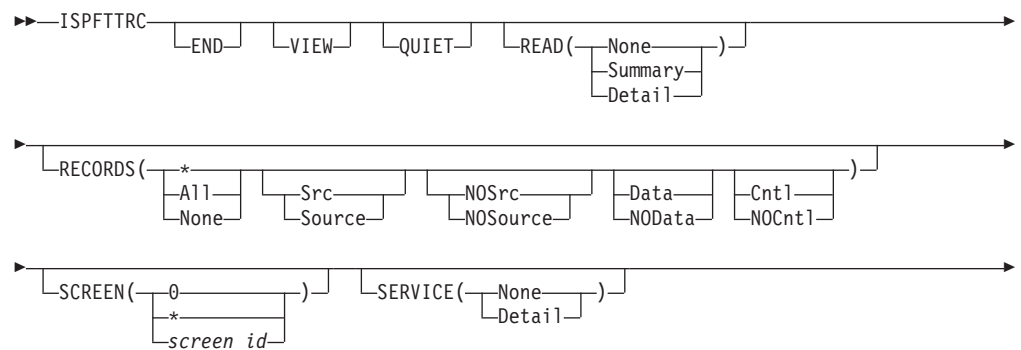 ISPFTTRC END VIEW QUIET READ( None )
Summary
Detail
RECORDS( * Src NOSrc Data Cntl )
All Source NOSource NOData NOCntl
None
SCREEN( 0 ) SERVICE( None )
* Detail
screen id